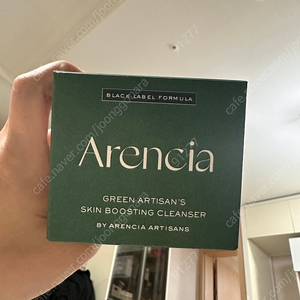 BLACK LABEL FORMULA
Arencia
GREEN ARTISAN'S
SKIN BOOSTING CLEANSER
BY ARENCIA ARTISANS